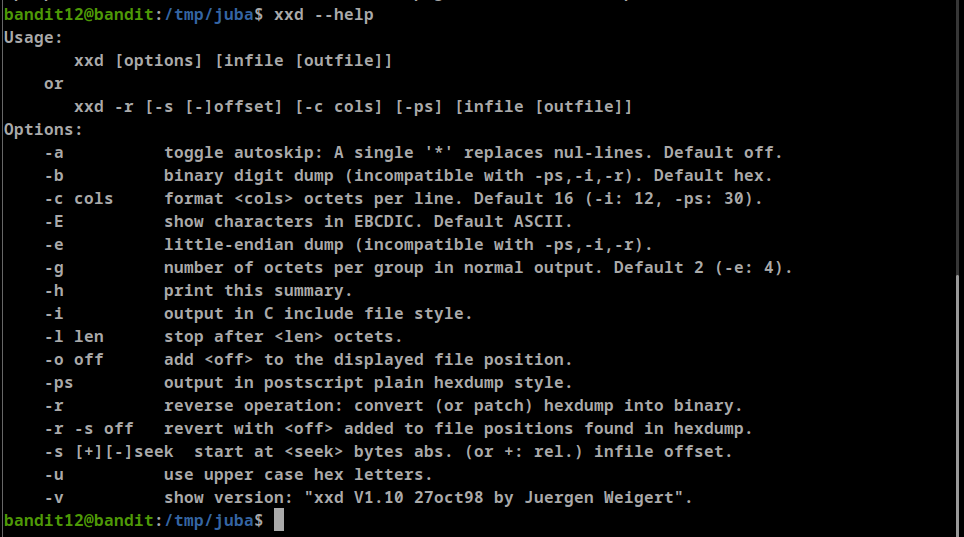 bandit12@bandit:/tmp/juba$ xxd --help
Usage:
       xxd [options] [infile [outfile]]
    or
       xxd -r [-s [-]offset] [-c cols] [-ps] [infile [outfile]]
Options:
    -a          toggle autoskip: A single '*' replaces nul-lines. Default off.
    -b          binary digit dump (incompatible with -ps,-i,-r). Default hex.
    -c cols     format <cols> octets per line. Default 16 (-i: 12, -ps: 30).
    -E          show characters in EBCDIC. Default ASCII.
    -e          little-endian dump (incompatible with -ps,-i,-r).
    -g          number of octets per group in normal output. Default 2 (-e: 4).
    -h          print this summary.
    -i          output in C include file style.
    -l len      stop after <len> octets.
    -o off      add <off> to the displayed file position.
    -ps         output in postscript plain hexdump style.
    -r          reverse operation: convert (or patch) hexdump into binary.
    -r -s off   revert with <off> added to file positions found in hexdump.
    -s [+][-]seek  start at <seek> bytes abs. (or +: rel.) infile offset.
    -u          use upper case hex letters.
    -v          show version: "xxd V1.10 27oct98 by Juergen Weigert".
bandit12@bandit:/tmp/juba$